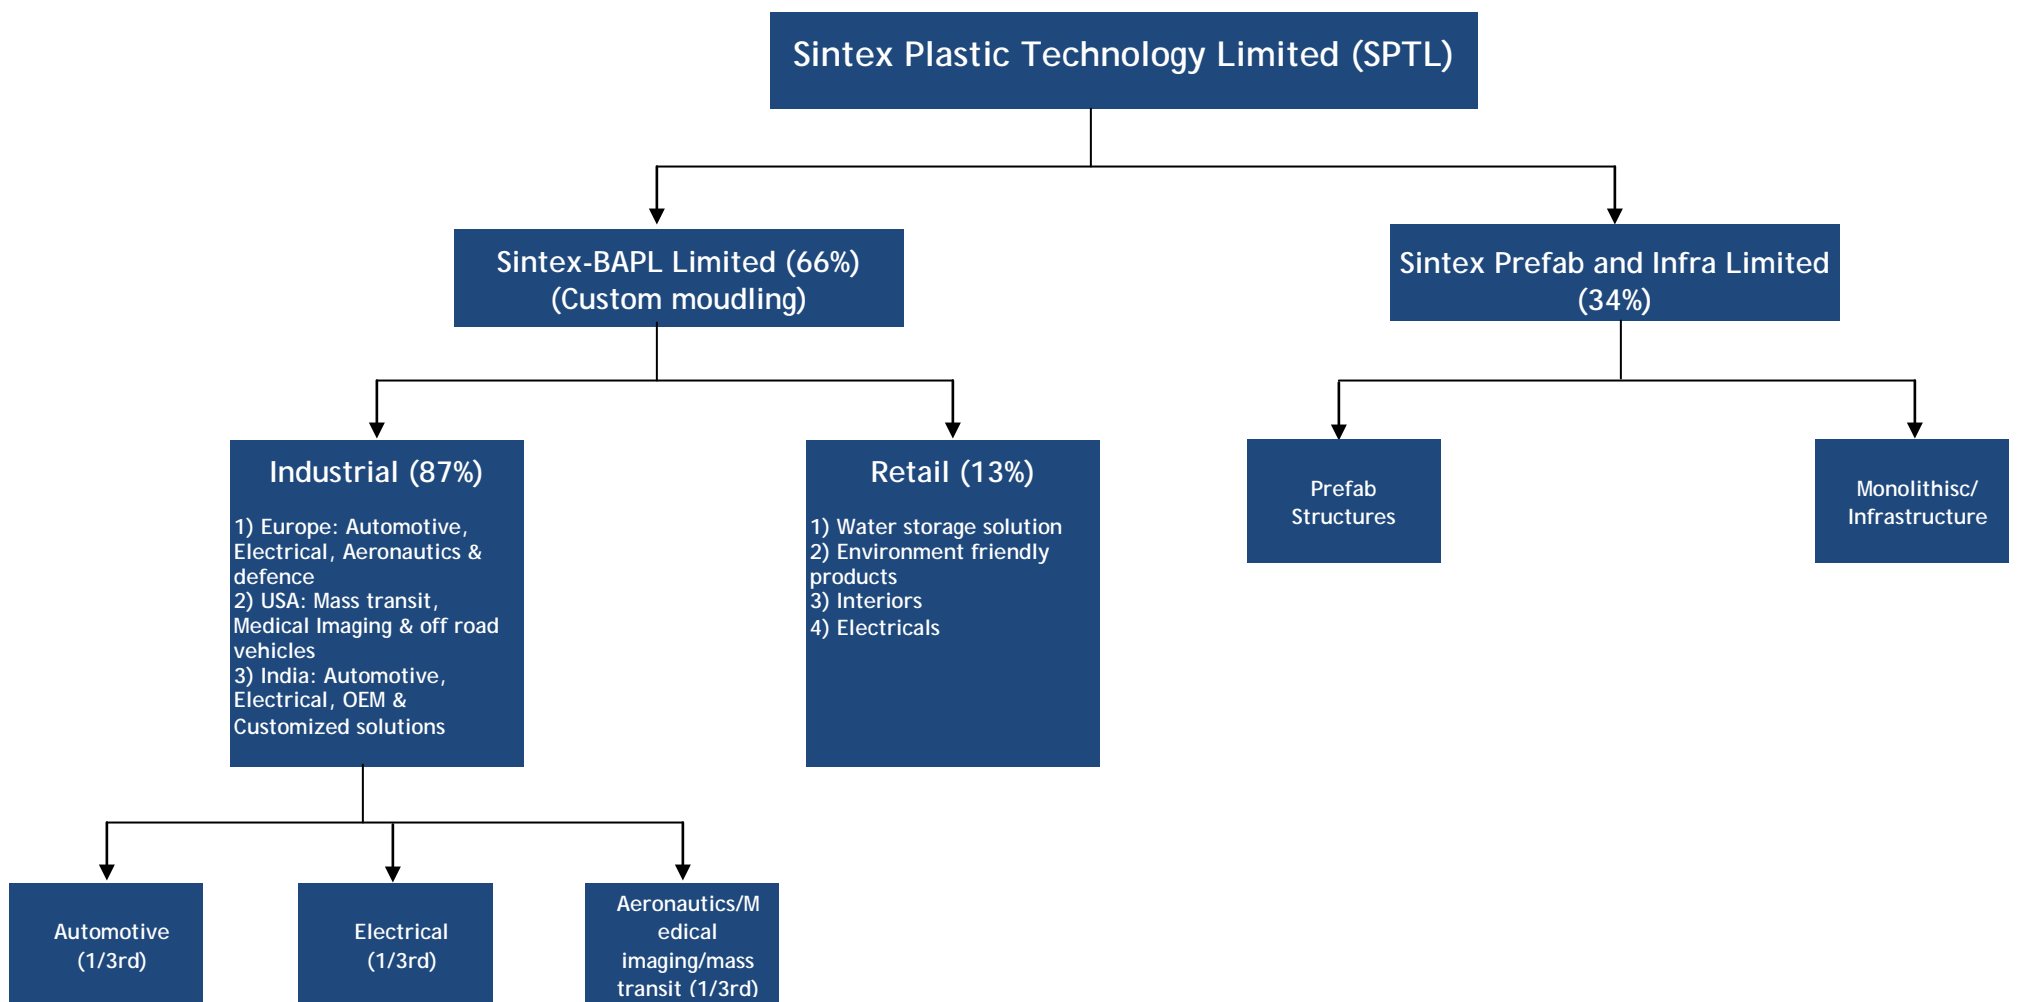 Sintex Plastic Technology Limited (SPTL)
Sintex-BAPL Limited (66%)
(Custom moudling)
Sintex Prefab and Infra Limited
(34%)
Industrial (87%)
1) Europe: Automotive,
Electrical, Aeronautics &
defence
2) USA: Mass transit,
Medical Imaging & off road
vehicles
3) India: Automotive,
Electrical, OEM &
Customized solutions
Retail (13%)
1) Water storage solution
2) Environment friendly
products
3) Interiors
4) Electricals
Prefab
Structures
Monolithisc/
Infrastructure
Automotive
(1/3rd)
Electrical
(1/3rd)
Aeronautics/M
edical
imaging/mass
transit (1/3rd)